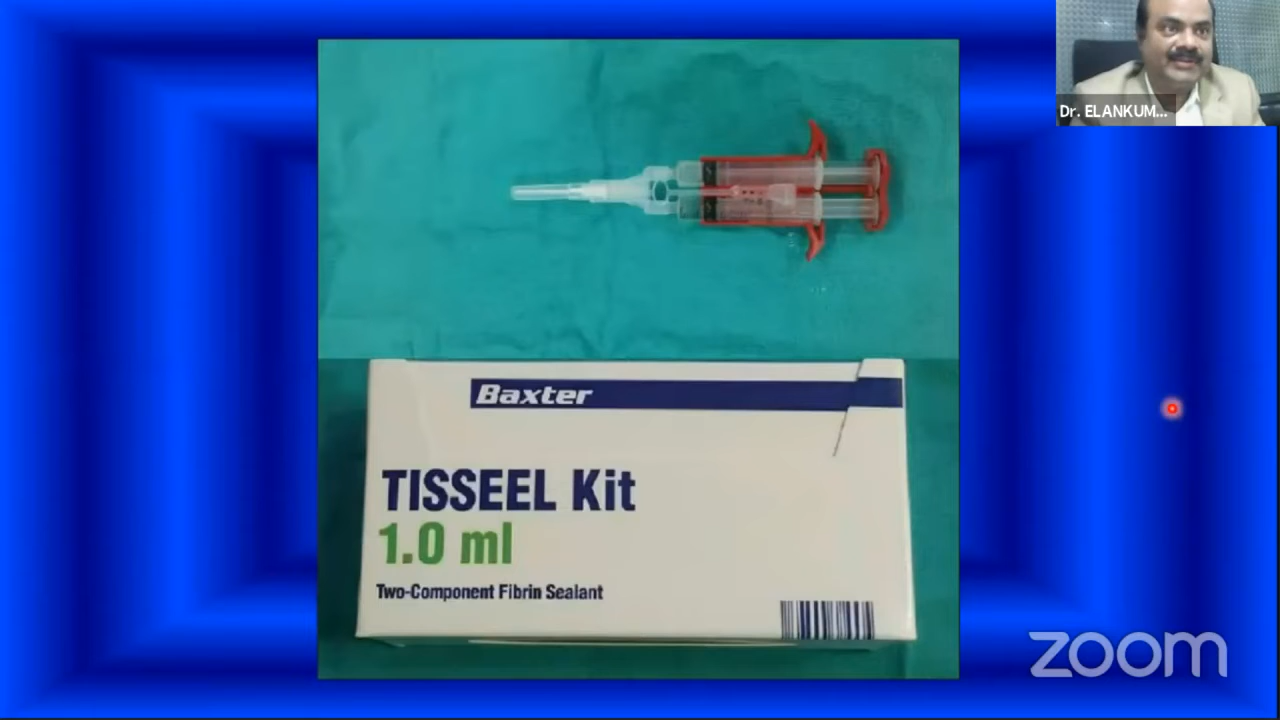 Dr. ELANKUM...
Baxter
TISSEEL Kit
1.0 ml
Two-Component Fibrin Sealant
zoom